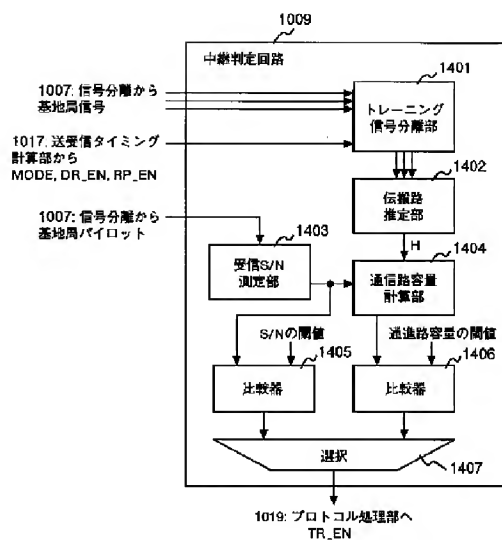 1009
中継判定回路
1401
1007: 信号分離から
基地局信号
トレーニング
信号分離部
1017: 送受信タイミング
計算部から
MODE, DR_EN, RP_EN
1402
伝搬路
推定部
1007: 信号分離から
基地局パイロット
1403
H
1404
受信S/N
測定部
通信路容量
計算部
S/Nの閾値
1405
通進路容量の閾値
1406
比較器
比較器
選択
1407
1019: プロトコル処理部へ
TR_EN